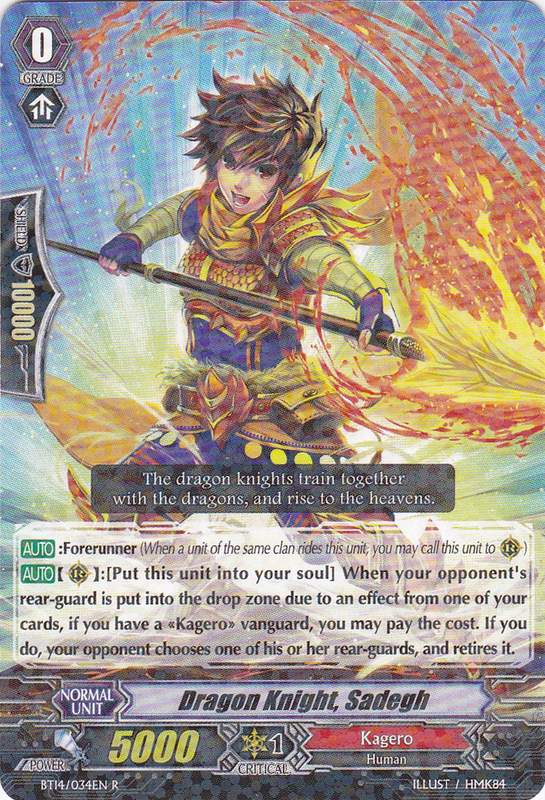 0
GRADE
SHIELD
10000
The dragon knights train together
with the dragons, and rise to the heavens.
AUTO :Forerunner (When a unit of the same clan rides this unit, you may call this unit to R)
AUTO【 R 】:[Put this unit into your soul] When your opponent's
rear-guard is put into the drop zone due to an effect from one of your
cards, if you have a «Kagero» vanguard, you may pay the cost. If you
do, your opponent chooses one of his or her rear-guards, and retires it.
NORMAL
UNIT
Dragon Knight, Sadegh
POWER
5000
1
CRITICAL
Kagero
Human
BT14/034EN R
ILLUST / HMK84